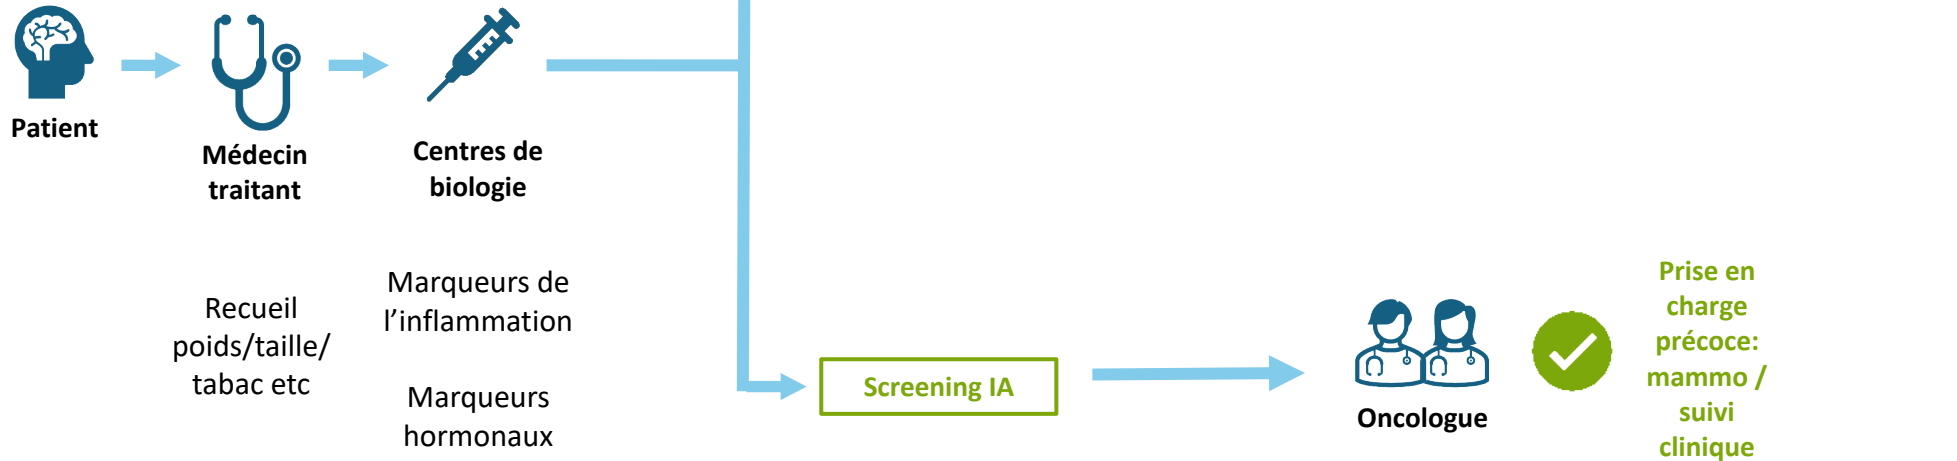 Patient
Médecin
traitant
Centres de
biologie
Recueil
poids/taille/
tabac etc
Marqueurs de
l’inflammation
Marqueurs
hormonaux
Screening IA
Oncologue
Prise en
charge
précoce:
mammo /
suivi
clinique